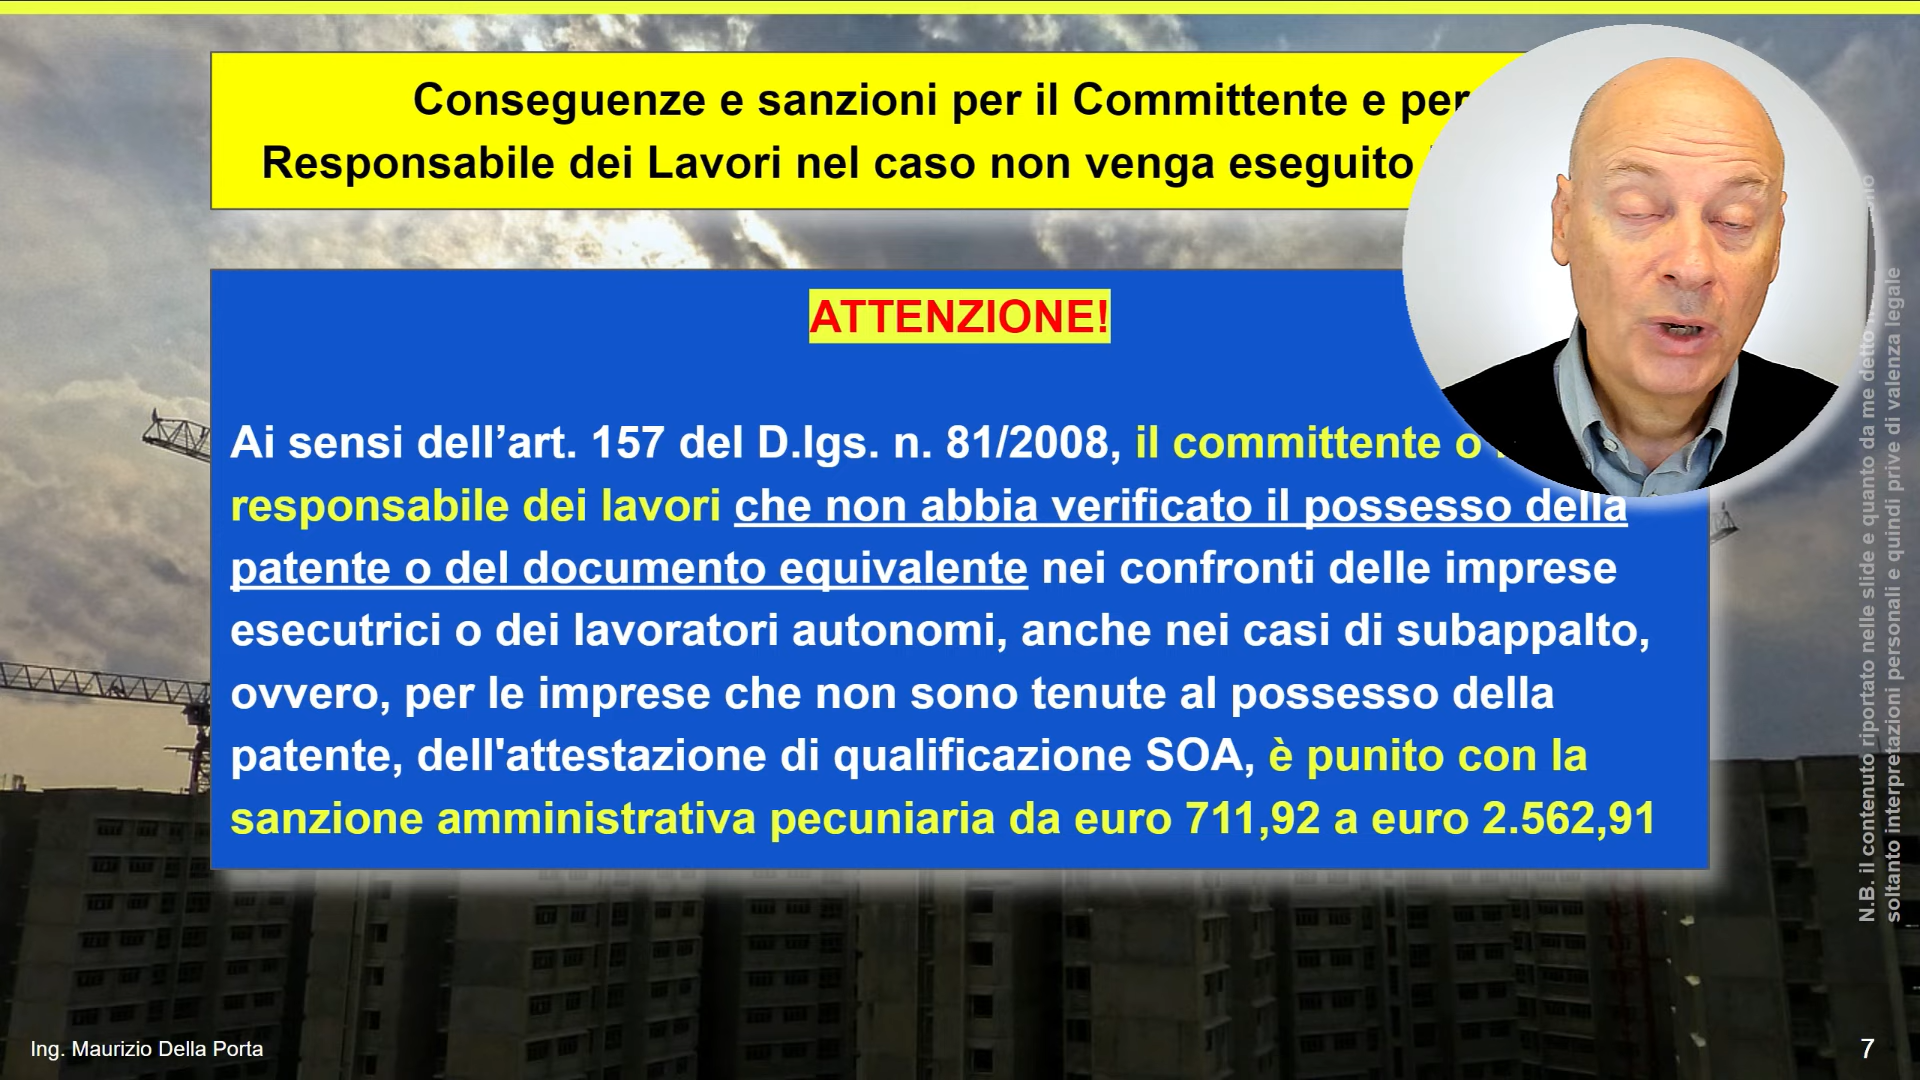 Conseguenze e sanzioni per il Committente e per
Responsabile dei Lavori nel caso non venga eseguito
ATTENZIONE!
Ai sensi dell’art. 157 del D.lgs. n. 81/2008, il committente o
responsabile dei lavori che non abbia verificato il possesso della
patente o del documento equivalente nei confronti delle imprese
esecutrici o dei lavoratori autonomi, anche nei casi di subappalto,
ovvero, per le imprese che non sono tenute al possesso della
patente, dell'attestazione di qualificazione SOA, è punito con la
sanzione amministrativa pecuniaria da euro 711,92 a euro 2.562,91
N.B. il contenuto riportato nelle slide e quanto da me detto
soltanto interpretazioni personali e quindi prive di valenza legale
Ing. Maurizio Della Porta
7